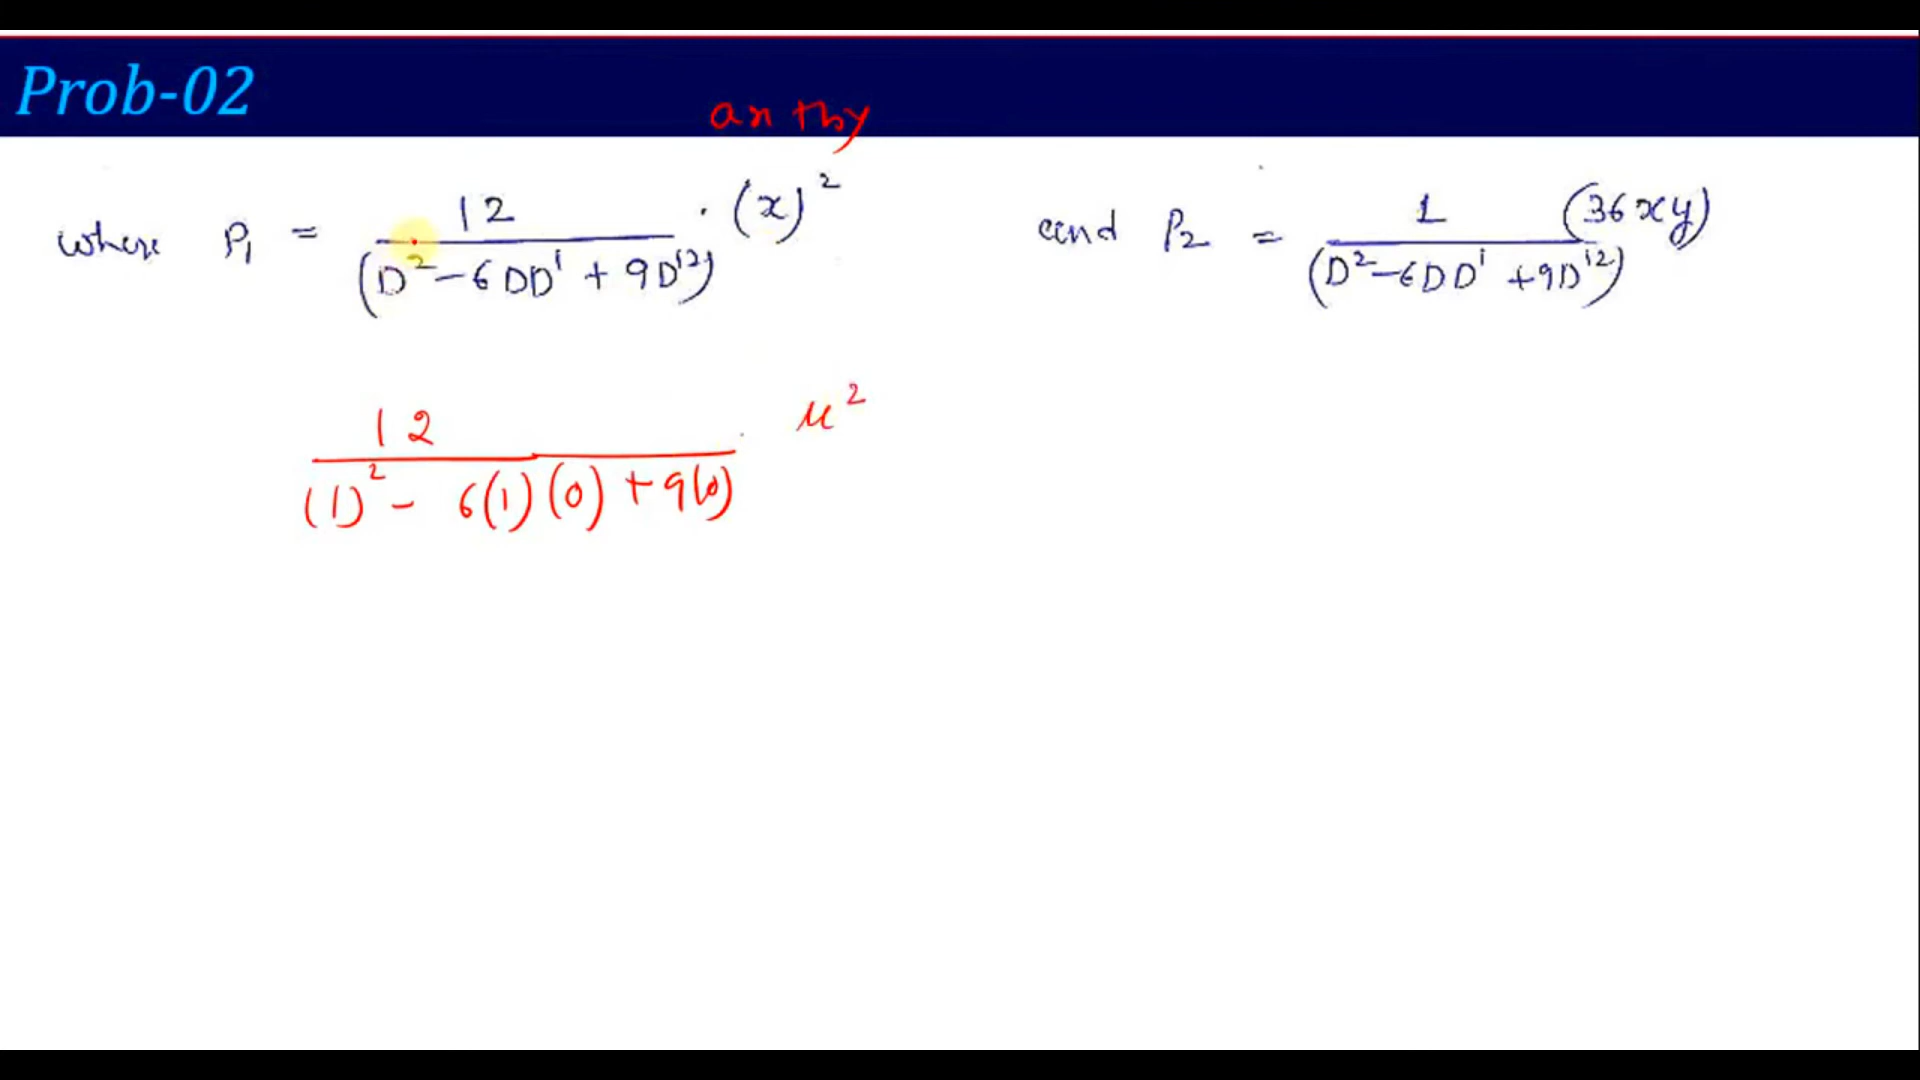 Prob-02
ax + by
where P₁ = 12/(D² - 6DD' + 9D'²) · (x)² and P₂ = 1/(D² - 6DD' + 9D'²) (36xy)
12/((1)² - 6(1)(0) + 9(0)) u²